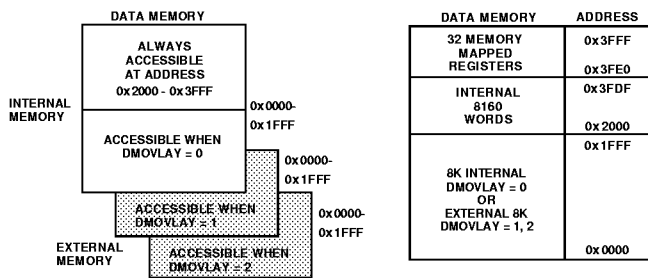 DATA MEMORY
ALWAYS
ACCESSIBLE
AT ADDRESS
0x2000 - 0x3FFF
INTERNAL
MEMORY
0x0000-
0x1FFF
ACCESSIBLE WHEN
DMOVLAY = 0
0x0000-
0x1FFF
ACCESSIBLE WHEN
DMOVLAY = 1
0x0000-
0x1FFF
EXTERNAL
MEMORY
ACCESSIBLE WHEN
DMOVLAY = 2
DATA MEMORY
ADDRESS
32 MEMORY
MAPPED
REGISTERS
0x3FFF
0x3FE0
INTERNAL
8160
WORDS
0x3FDF
0x2000
8K INTERNAL
DMOVLAY = 0
OR
EXTERNAL 8K
DMOVLAY = 1, 2
0x1FFF
0x0000